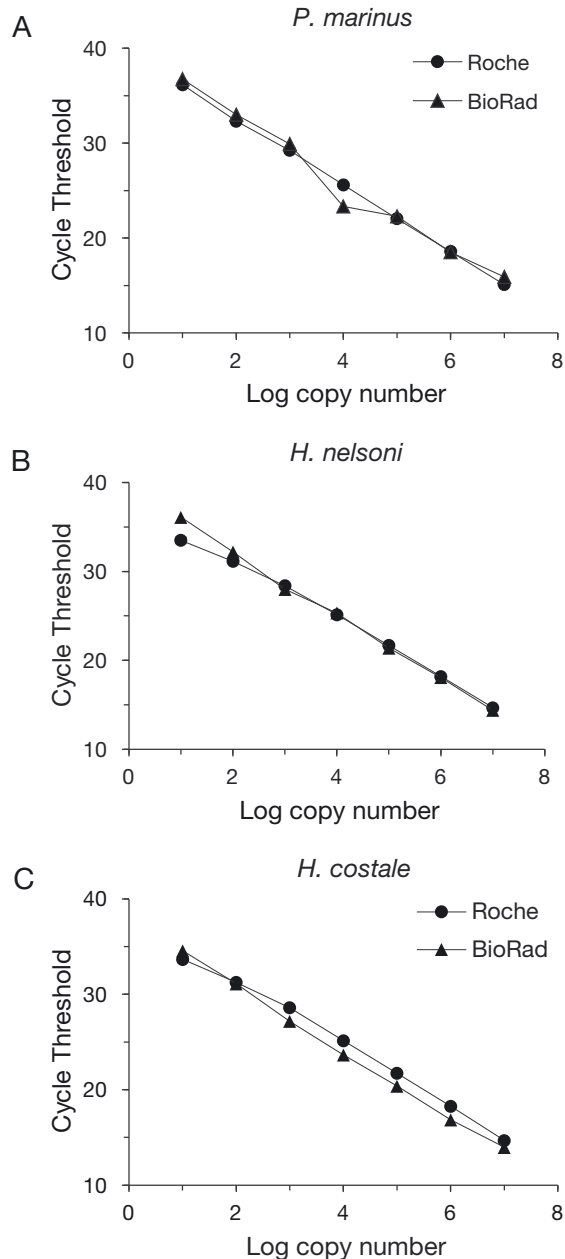 A
P. marinus
Roche
BioRad
40
30
20
10
Cycle Threshold
0 2 4 6 8
Log copy number
B
H. nelsoni
40
30
20
10
Cycle Threshold
0 2 4 6 8
Log copy number
C
H. costale
Roche
BioRad
40
30
20
10
Cycle Threshold
0 2 4 6 8
Log copy number